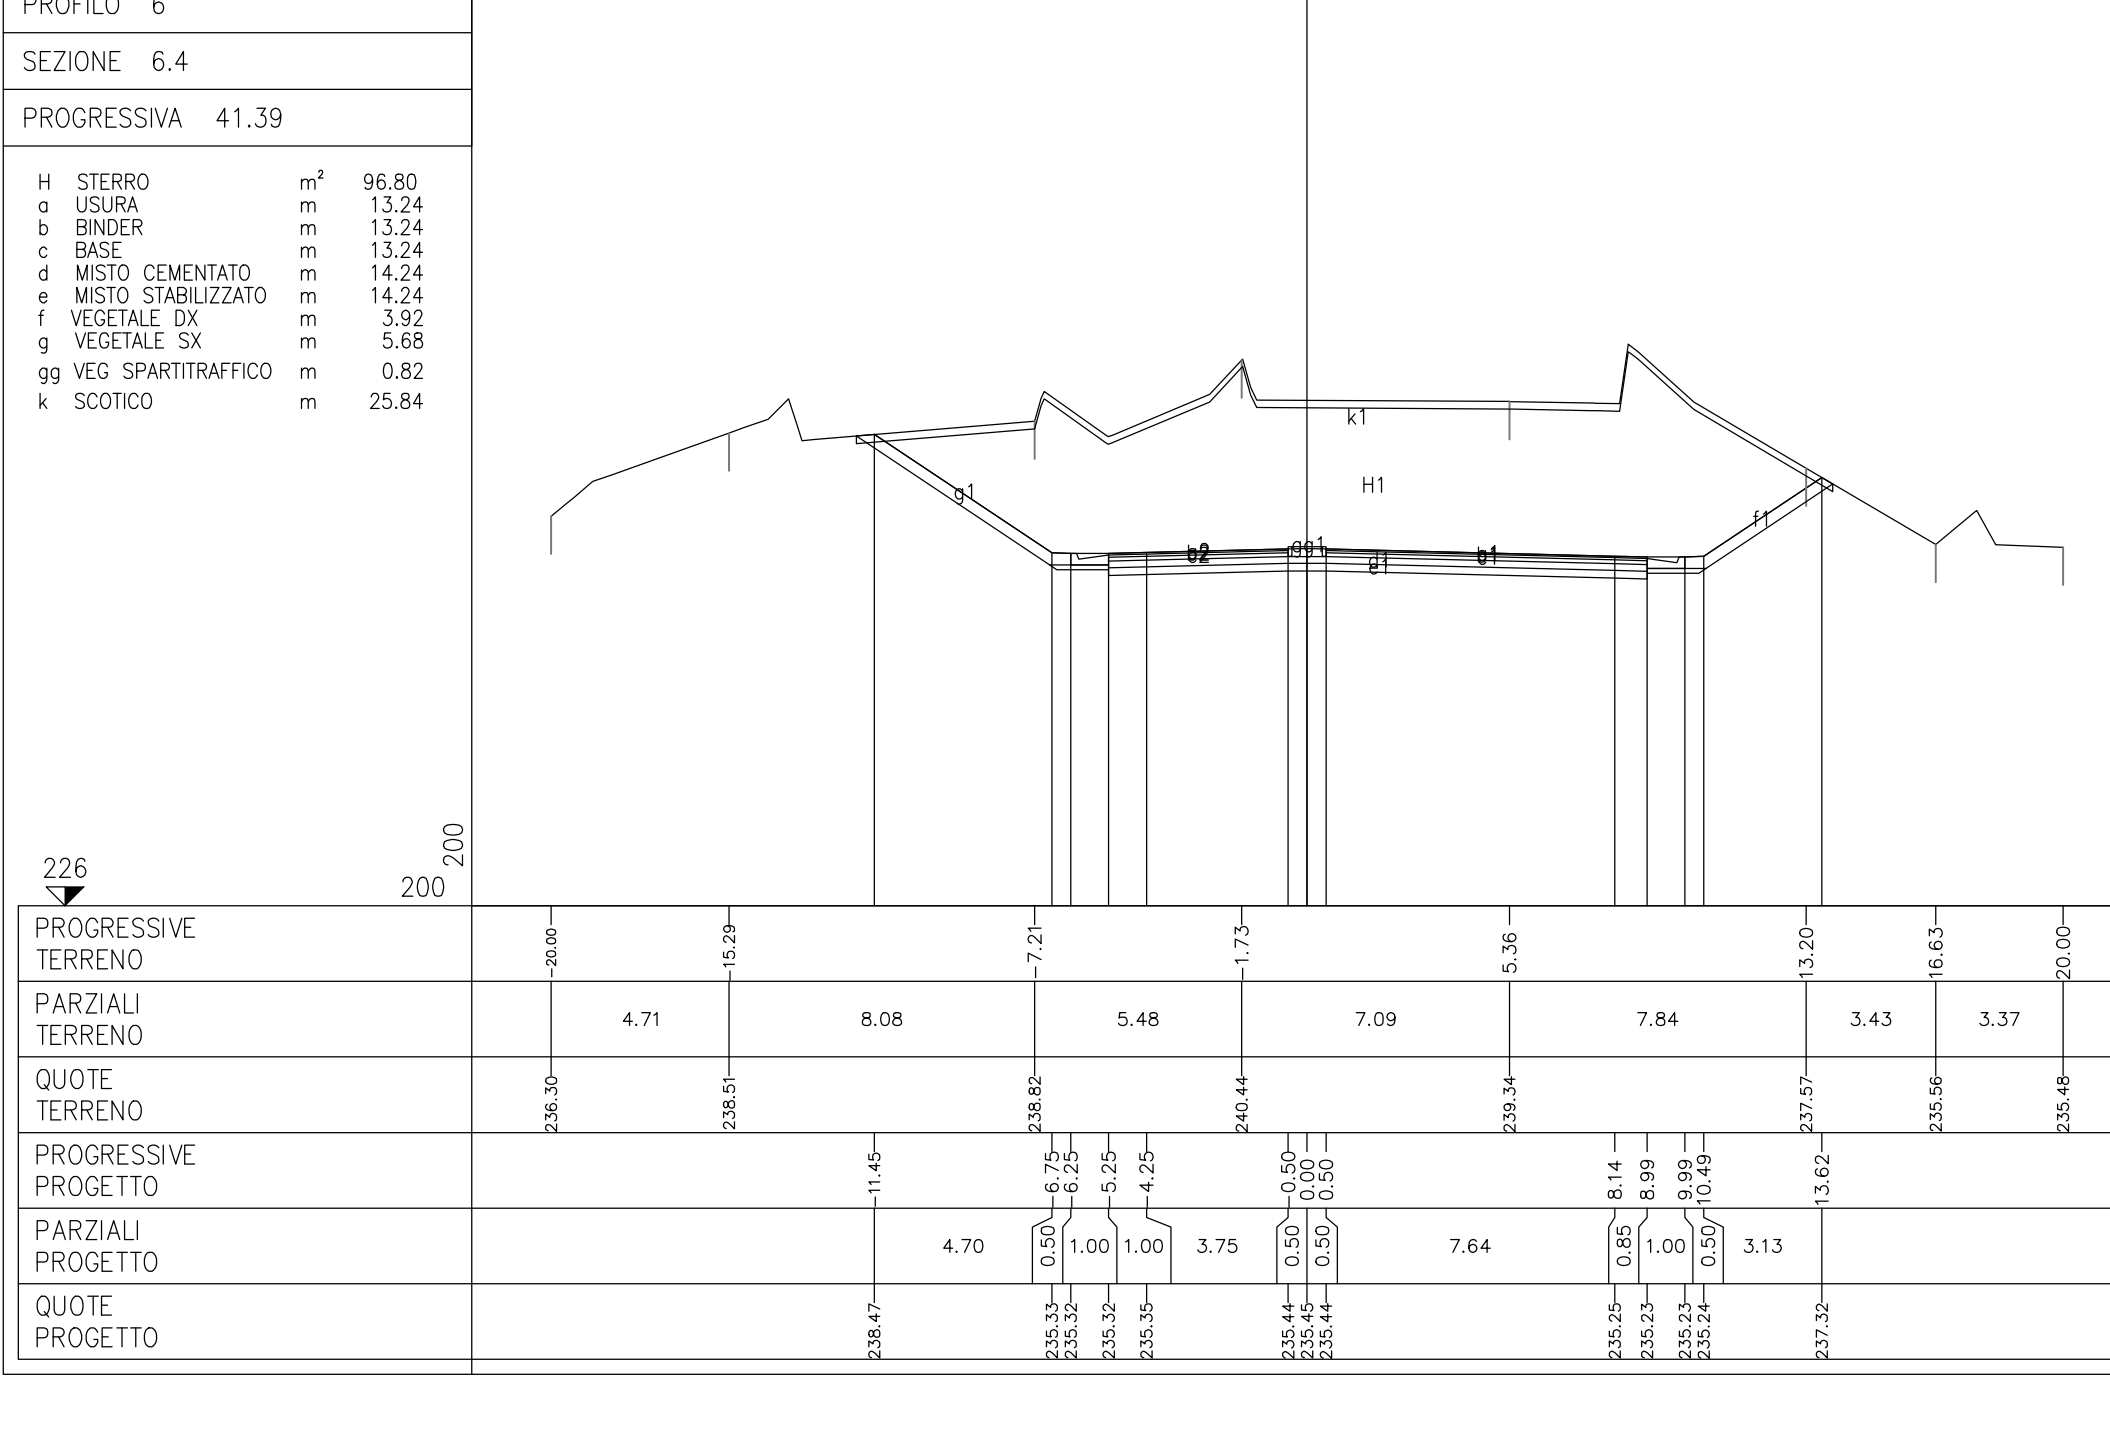 PROFILO 6
SEZIONE 6.4
PROGRESSIVA 41.39
H STERRO m² 96.80
a USURA m 13.24
b BINDER m 13.24
c BASE m 13.24
d MISTO CEMENTATO m 14.24
e MISTO STABILIZZATO m 14.24
f VEGETALE DX m 3.92
g VEGETALE SX m 5.68
gg VEG SPARTITRAFFICO m 0.82
k SCOTICO m 25.84
k1
H1
g1
f1
gg1
226
200
200
PROGRESSIVE TERRENO
-20.00 -15.29 -7.21 -1.73 5.36 13.20 16.63 20.00
PARZIALI TERRENO
4.71 8.08 5.48 7.09 7.84 3.43 3.37
QUOTE TERRENO
236.30 238.51 238.82 240.44 239.34 237.57 235.56 235.48
PROGRESSIVE PROGETTO
-11.45 -6.75 -6.25 -5.25 -4.25 -0.50 0.00 0.50 8.14 8.99 9.99 10.49 13.62
PARZIALI PROGETTO
4.70 0.50 1.00 1.00 3.75 0.50 0.50 7.64 0.85 1.00 0.50 3.13
QUOTE PROGETTO
238.47 235.33 235.32 235.32 235.35 235.44 235.45 235.44 235.25 235.23 235.23 235.24 237.32